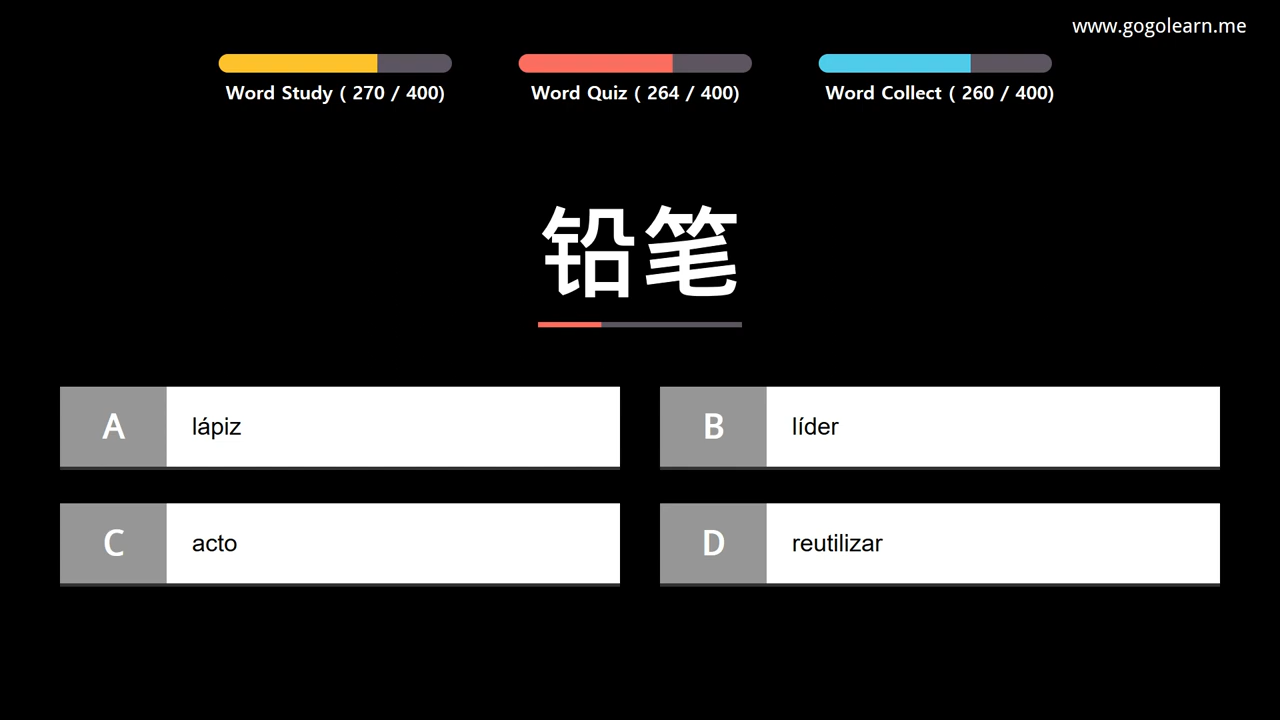 www.gogolearn.me
Word Study ( 270 / 400)
Word Quiz ( 264 / 400)
Word Collect ( 260 / 400)
铅笔
A lápiz
B líder
C acto
D reutilizar